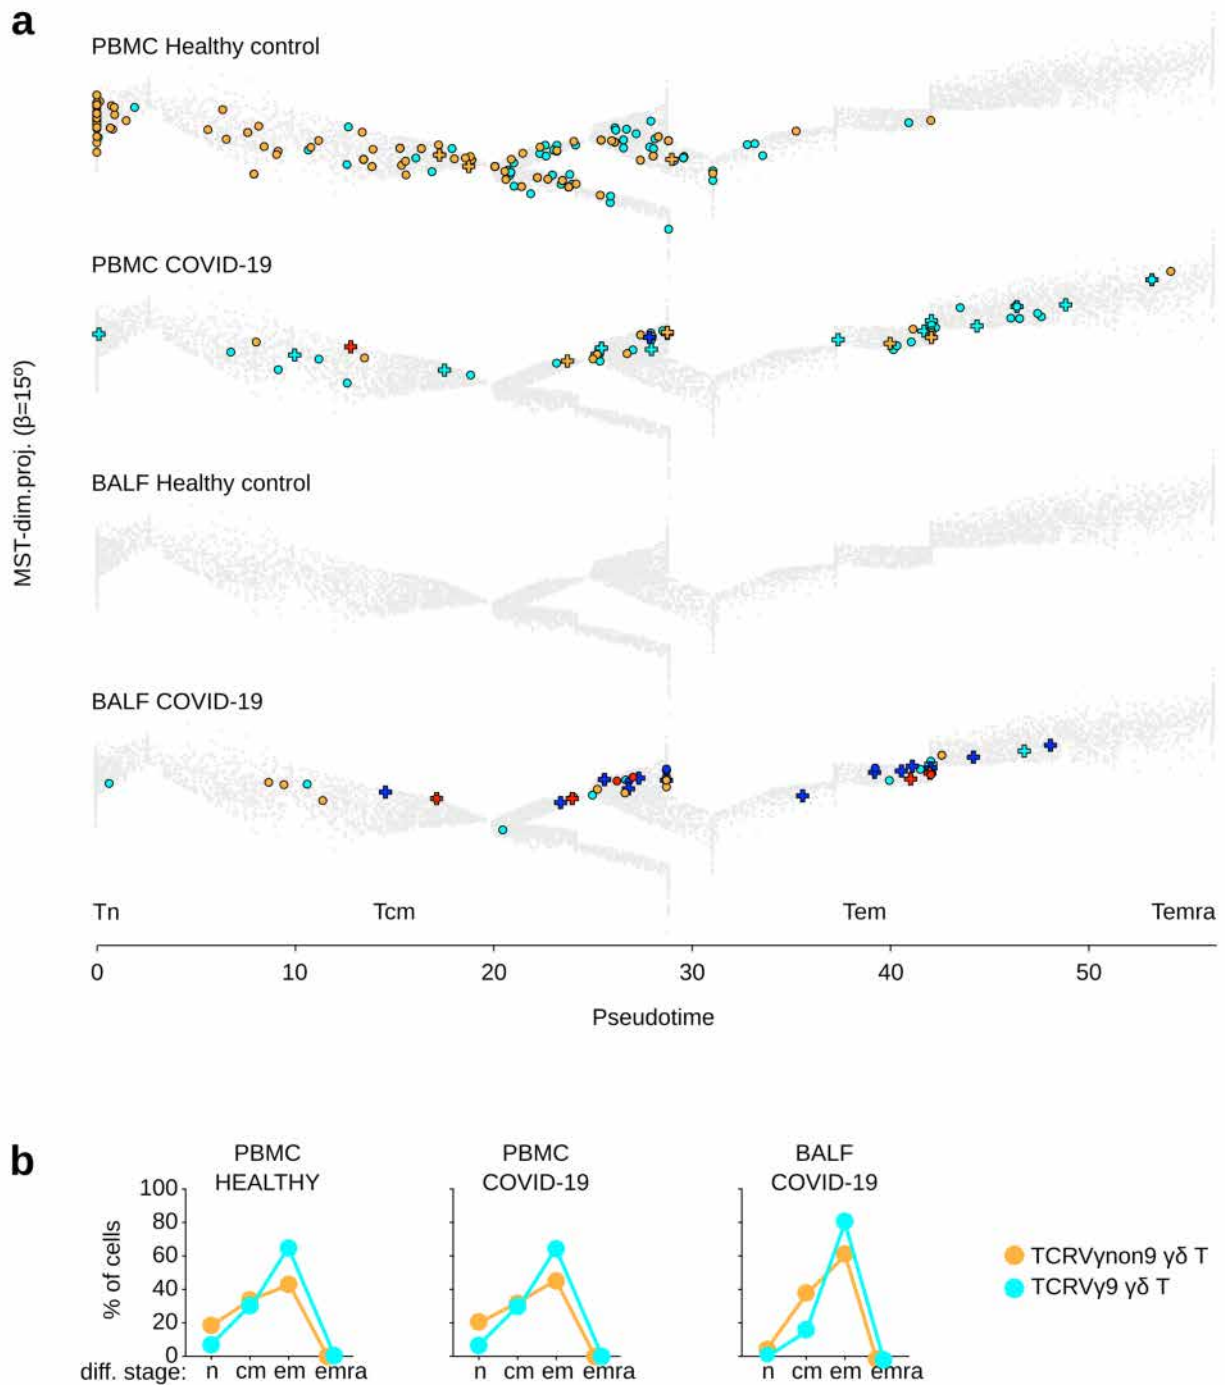 a
PBMC Healthy control
PBMC COVID-19
BALF Healthy control
BALF COVID-19
MST-dim.proj. (β=15º)
Tn Tcm Tem Temra
0 10 20 30 40 50
Pseudotime
b
PBMC HEALTHY
PBMC COVID-19
BALF COVID-19
% of cells
100
80
60
40
20
0
diff. stage: n cm em emra
n cm em emra
n cm em emra
TCRVγnon9 γδ T
TCRVγ9 γδ T